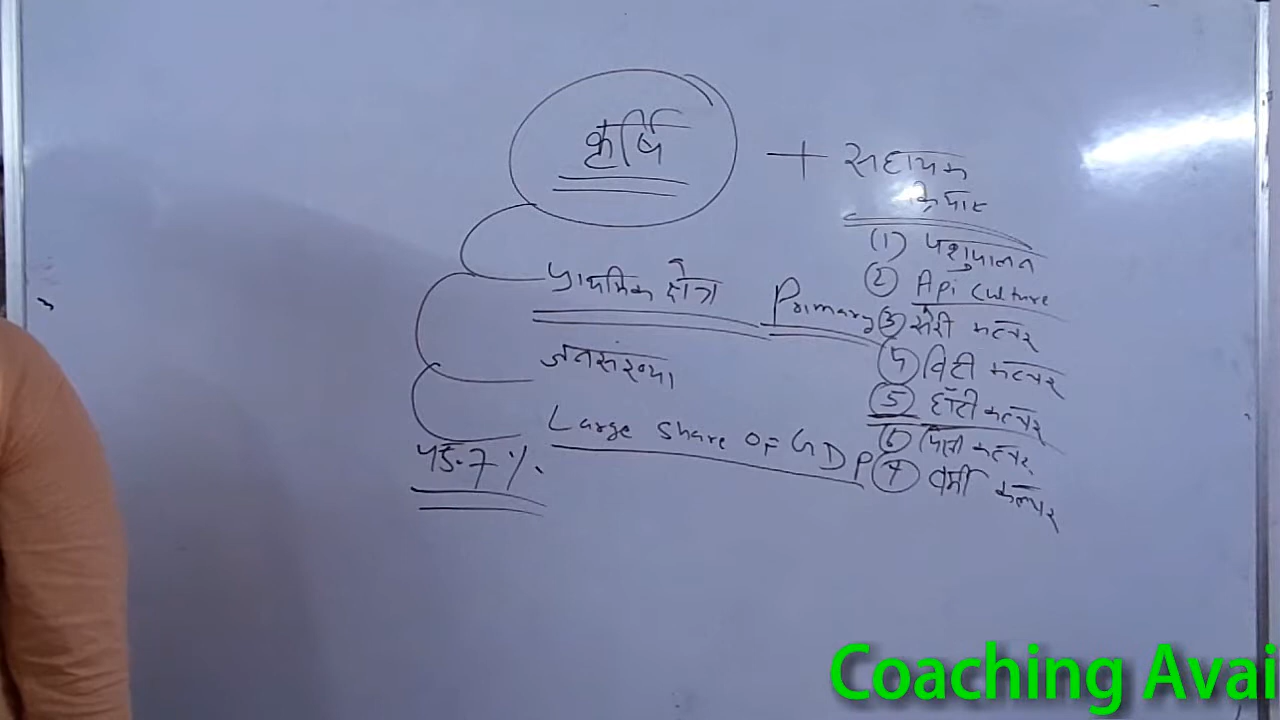 कृर्षि
+ सहायक
क्रियाए
प्राथमिक क्षेत्र Primary
जनसंख्या
Large Share OF GDP
45.7%.
(1) पशुपालन
(2) Api Culture
(3) सेरी कल्चर
(4) विटी कल्चर
(5) हॉर्टी कल्चर
(6) पिसी कल्चर
(7) वर्मी कल्चर
Coaching Avai